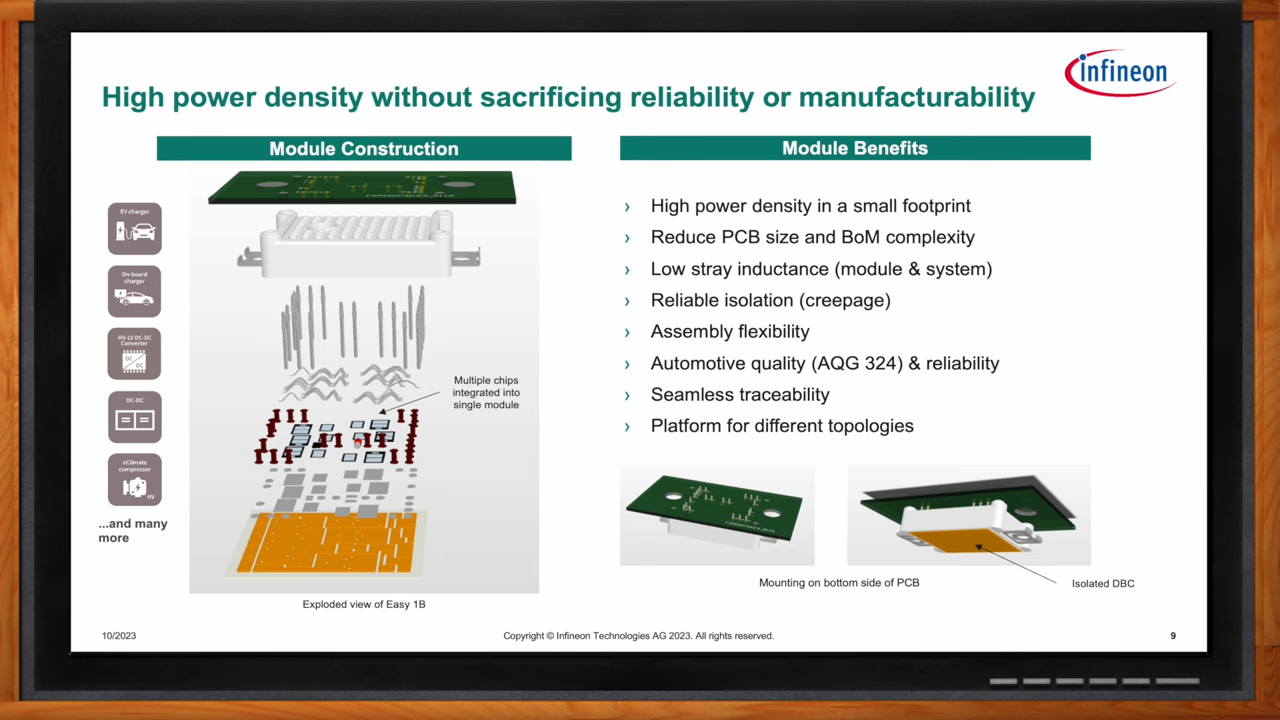 High power density without sacrificing reliability or manufacturability
infineon
Module Construction
EV charger
On-board
charger
HV-LV DC-DC
Converter
DC
DC
DC-DC
eClimate
compressor
HV
...and many
more
Multiple chips
integrated into
single module
Exploded view of Easy 1B
Module Benefits
› High power density in a small footprint
› Reduce PCB size and BoM complexity
› Low stray inductance (module & system)
› Reliable isolation (creepage)
› Assembly flexibility
› Automotive quality (AQG 324) & reliability
› Seamless traceability
› Platform for different topologies
Mounting on bottom side of PCB
Isolated DBC
10/2023
Copyright © Infineon Technologies AG 2023. All rights reserved.
9